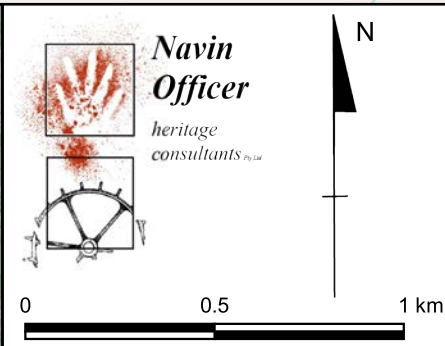 Navin
Officer
heritage
consultants Pty Ltd
N
0 0.5 1 km